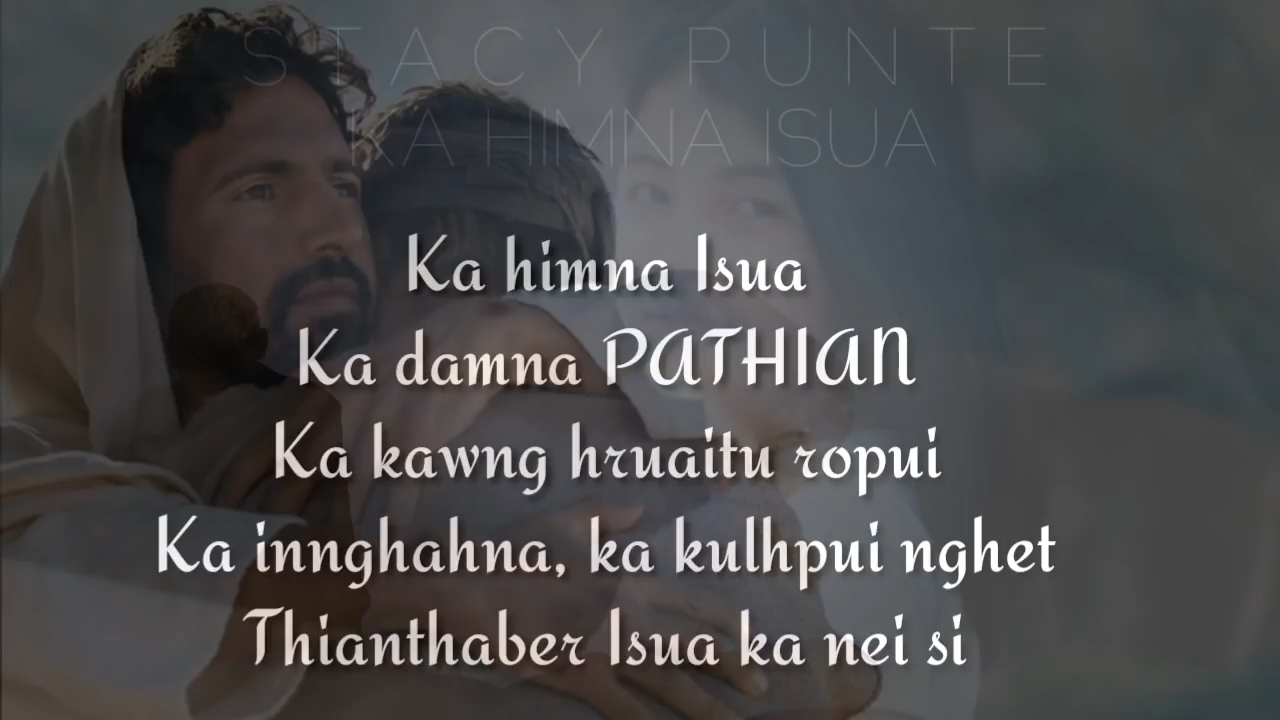 STACY PUNTE
KA HIMNA ISUA
Ka himna Isua
Ka damna PATHIAN
Ka kawng hruaitu ropui
Ka innghahna, ka kulhpui nghet
Thianthaber Isua ka nei si